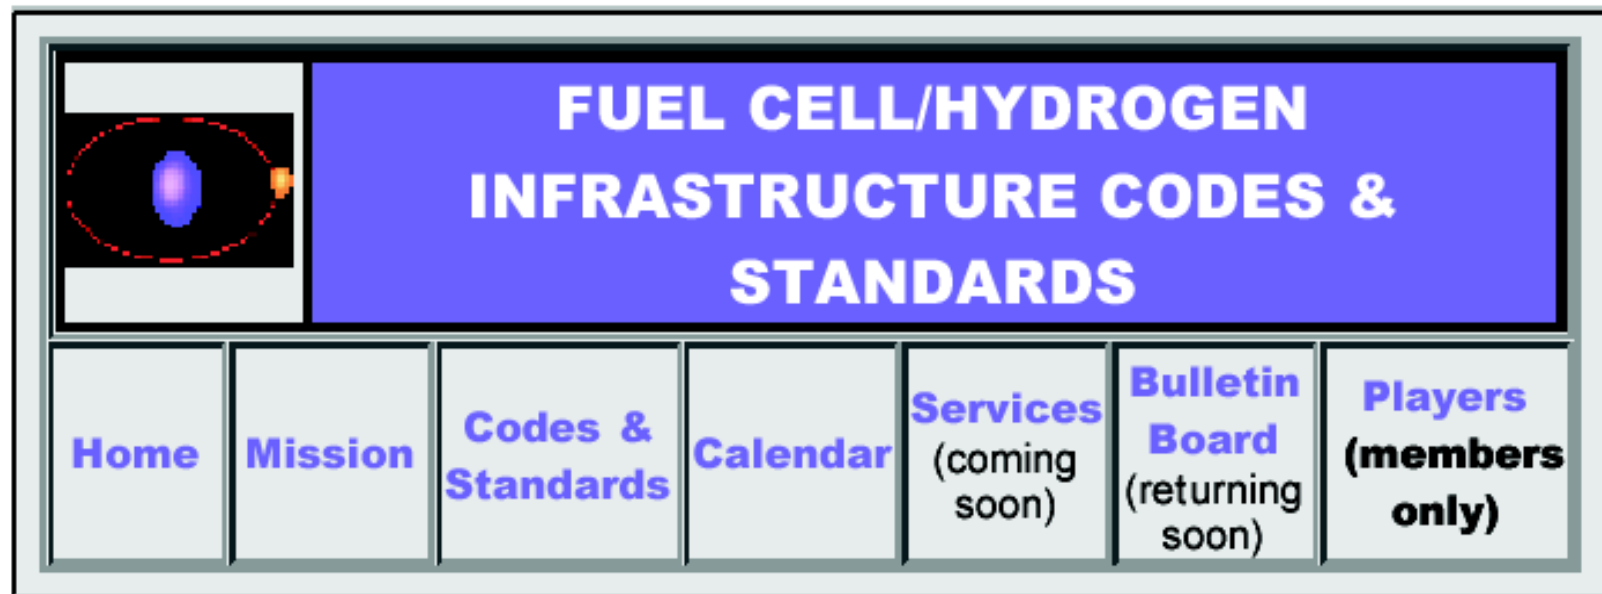 FUEL CELL/HYDROGEN
INFRASTRUCTURE CODES &
STANDARDS
Home
Mission
Codes &
Standards
Calendar
Services
(coming
soon)
Bulletin
Board
(returning
soon)
Players
(members
only)